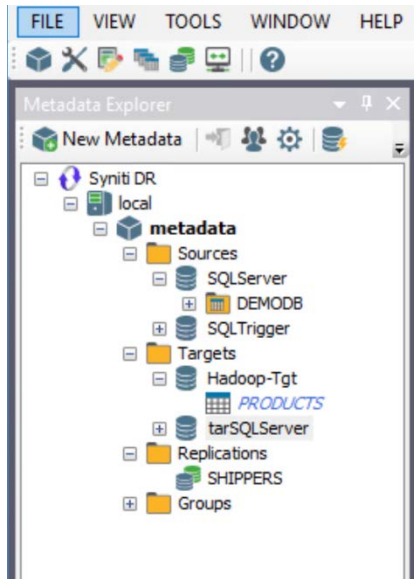 FILE VIEW TOOLS WINDOW HELP
Metadata Explorer
New Metadata
Syniti DR
local
metadata
Sources
SQLServer
DEMODB
SQLTrigger
Targets
Hadoop-Tgt
PRODUCTS
tarSQLServer
Replications
SHIPPERS
Groups